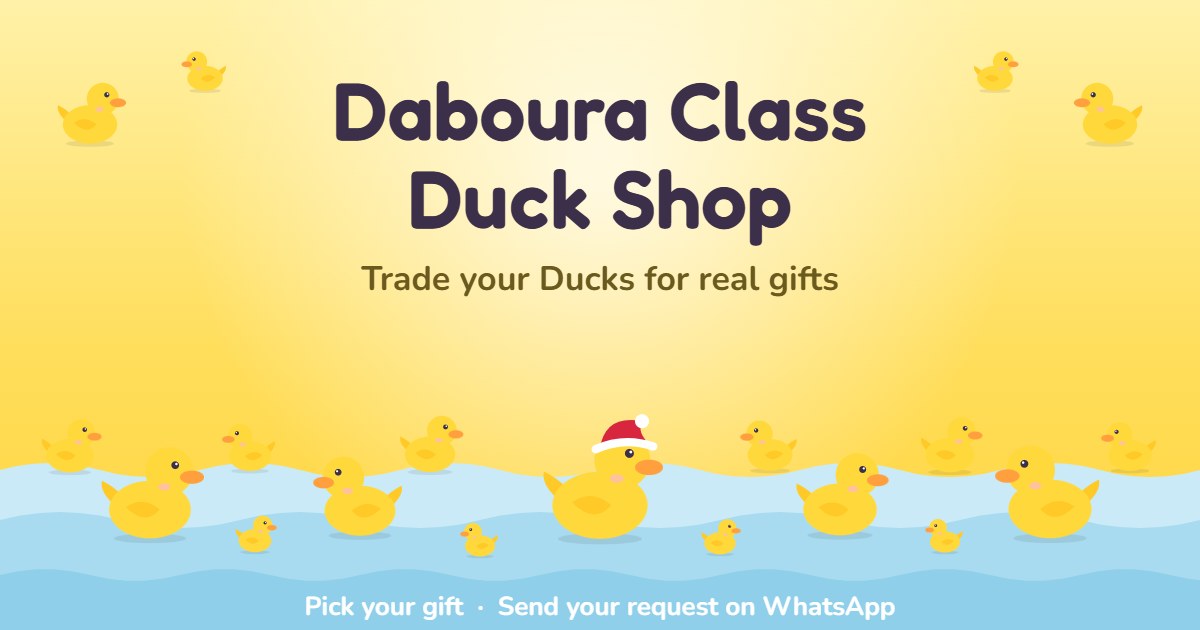 Daboura Class
Duck Shop
Trade your Ducks for real gifts
Pick your gift · Send your request on WhatsApp